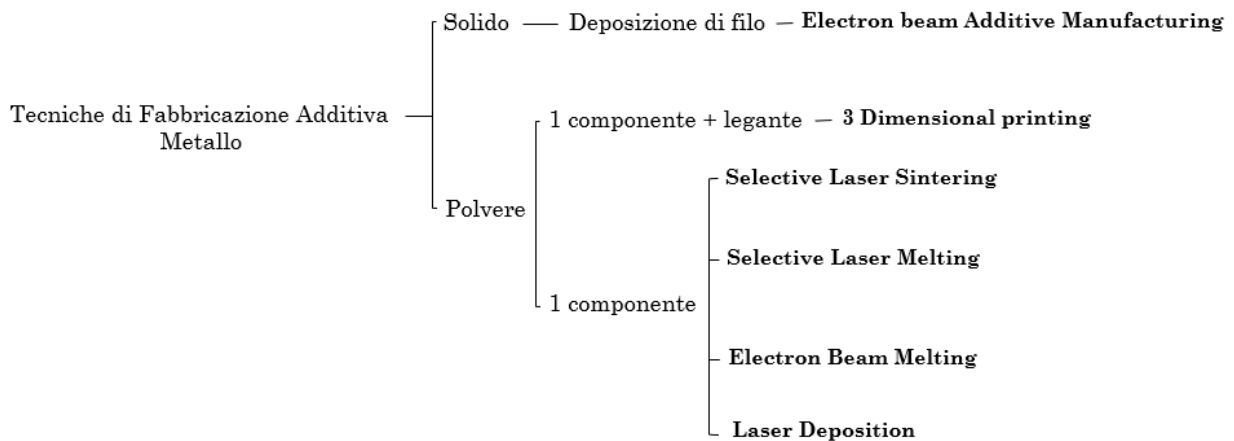 Solido
Deposizione di filo
Electron beam Additive Manufacturing
Tecniche di Fabbricazione Additiva
Metallo
1 componente + legante
3 Dimensional printing
Selective Laser Sintering
Polvere
Selective Laser Melting
1 componente
Electron Beam Melting
Laser Deposition